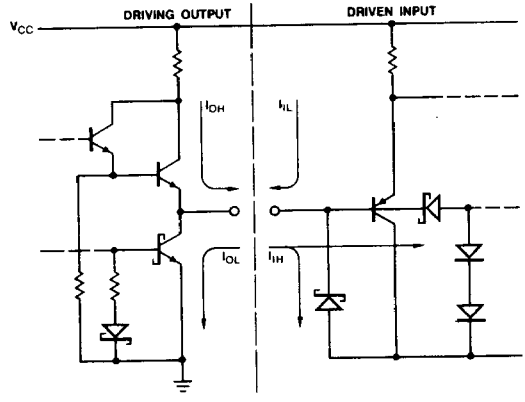 DRIVING OUTPUT
DRIVEN INPUT
VCC
IOH
IIL
IOL
IIH